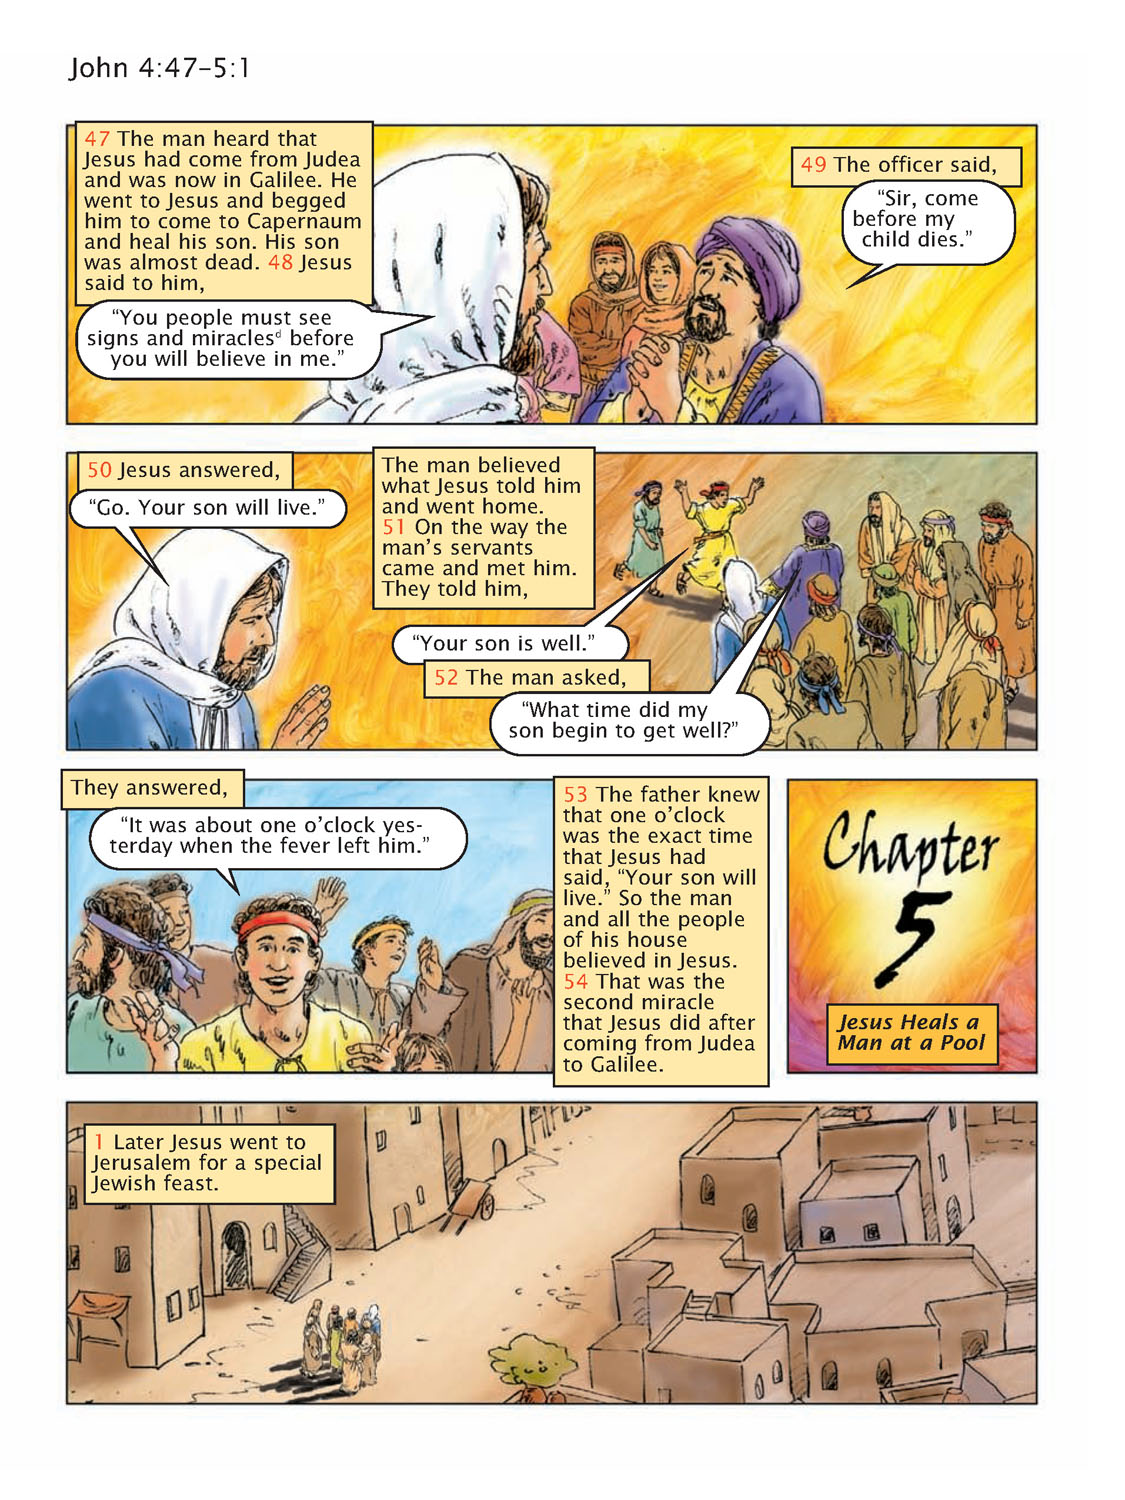 John 4:47–5:1
47 The man heard that
Jesus had come from Judea
and was now in Galilee. He
went to Jesus and begged
him to come to Capernaum
and heal his son. His son
was almost dead. 48 Jesus
said to him,
“You people must see
signs and miraclesᵈ before
you will believe in me.”
49 The officer said,
“Sir, come
before my
child dies.”
50 Jesus answered,
“Go. Your son will live.”
The man believed
what Jesus told him
and went home.
51 On the way the
man’s servants
came and met him.
They told him,
“Your son is well.”
52 The man asked,
“What time did my
son begin to get well?”
They answered,
“It was about one o’clock yes-
terday when the fever left him.”
53 The father knew
that one o’clock
was the exact time
that Jesus had
said, “Your son will
live.” So the man
and all the people
of his house
believed in Jesus.
54 That was the
second miracle
that Jesus did after
coming from Judea
to Galilee.
Chapter
5
Jesus Heals a
Man at a Pool
1 Later Jesus went to
Jerusalem for a special
Jewish feast.